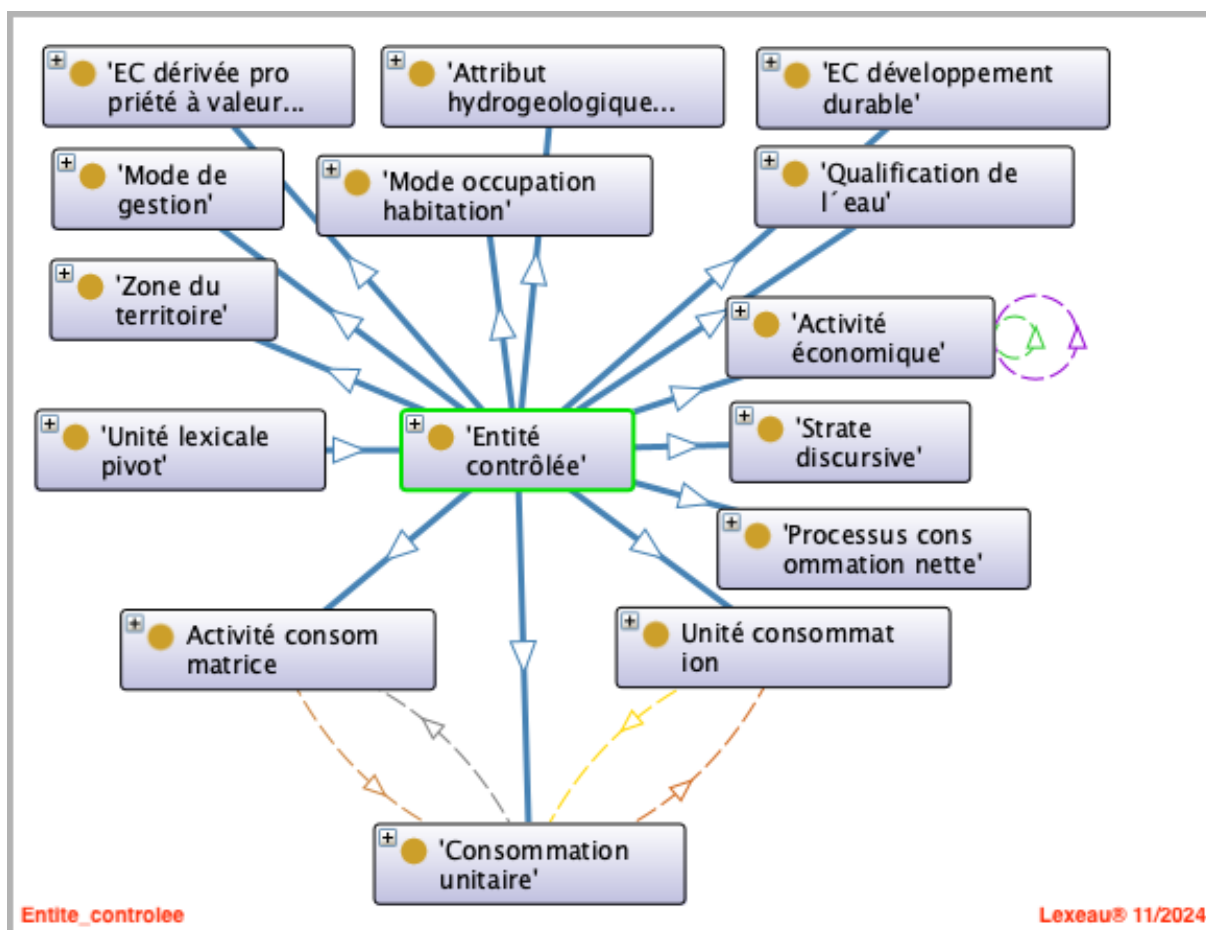 'EC dérivée pro
priété à valeur...
'Attribut
hydrogeologique...
'EC développement
durable'
'Mode de
gestion'
'Mode occupation
habitation'
'Qualification de
l´eau'
'Zone du
territoire'
'Activité
économique'
'Unité lexicale
pivot'
'Entité
contrôlée'
'Strate
discursive'
'Processus cons
ommation nette'
Activité consom
matrice
Unité consommat
ion
'Consommation
unitaire'
Entite_controlee
Lexeau® 11/2024